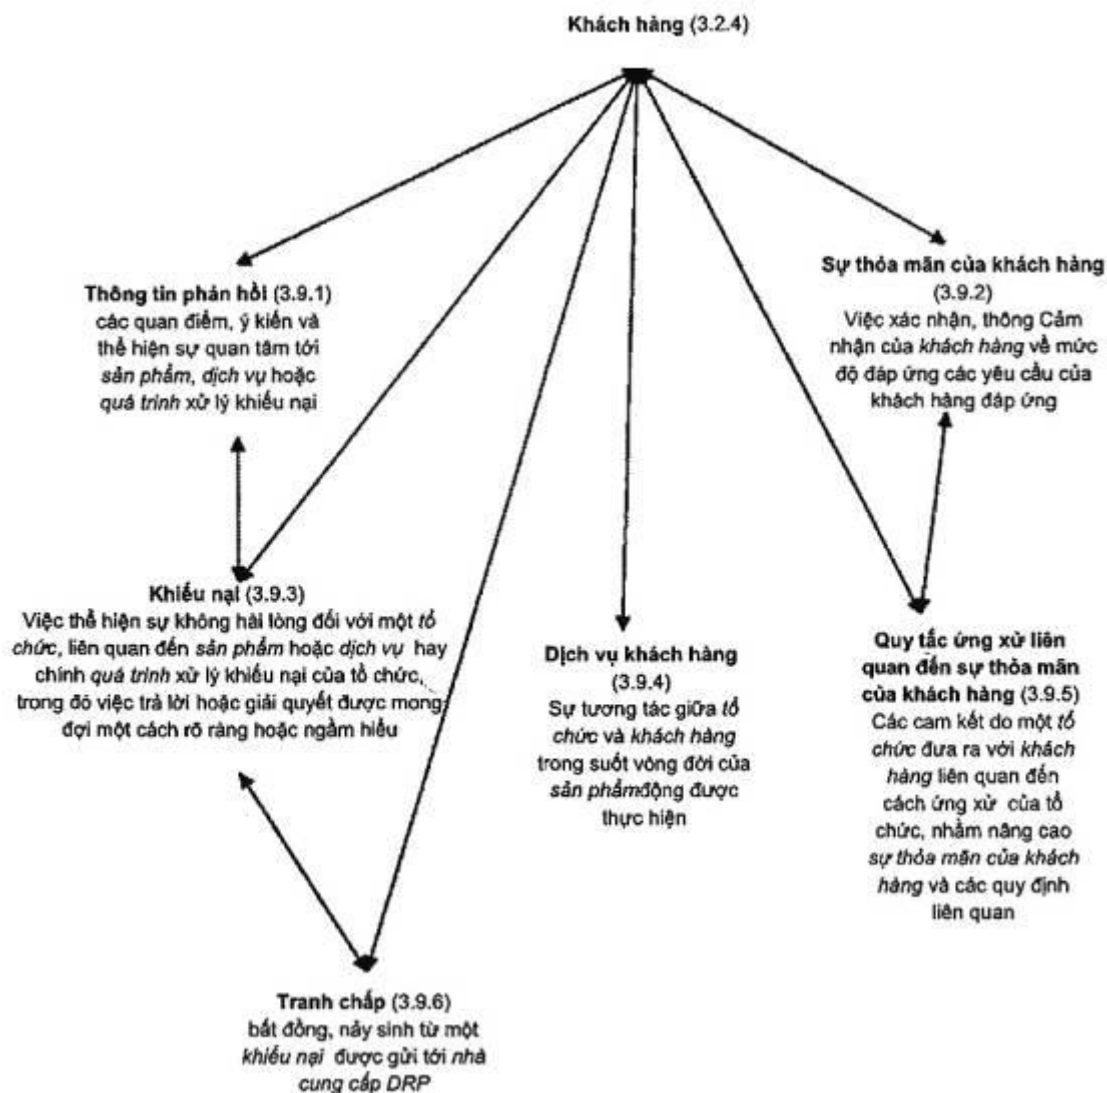 Khách hàng (3.2.4)
Thông tin phản hồi (3.9.1)
các quan điểm, ý kiến và
thể hiện sự quan tâm tới
sản phẩm, dịch vụ hoặc
quá trình xử lý khiếu nại
Sự thỏa mãn của khách hàng
(3.9.2)
Việc xác nhận, thông Cảm
nhận của khách hàng về mức
độ đáp ứng các yêu cầu của
khách hàng đáp ứng
Khiếu nại (3.9.3)
Việc thể hiện sự không hài lòng đối với một tổ
chức, liên quan đến sản phẩm hoặc dịch vụ hay
chính quá trình xử lý khiếu nại của tổ chức,
trong đó việc trả lời hoặc giải quyết được mong
đợi một cách rõ ràng hoặc ngầm hiểu
Dịch vụ khách hàng
(3.9.4)
Sự tương tác giữa tổ
chức và khách hàng
trong suốt vòng đời của
sản phẩmđộng được
thực hiện
Quy tắc ứng xử liên
quan đến sự thỏa mãn
của khách hàng (3.9.5)
Các cam kết do một tổ
chức đưa ra với khách
hàng liên quan đến
cách ứng xử của tổ
chức, nhằm nâng cao
sự thỏa mãn của khách
hàng và các quy định
liên quan
Tranh chấp (3.9.6)
bất đồng, nảy sinh từ một
khiếu nại được gửi tới nhà
cung cấp DRP